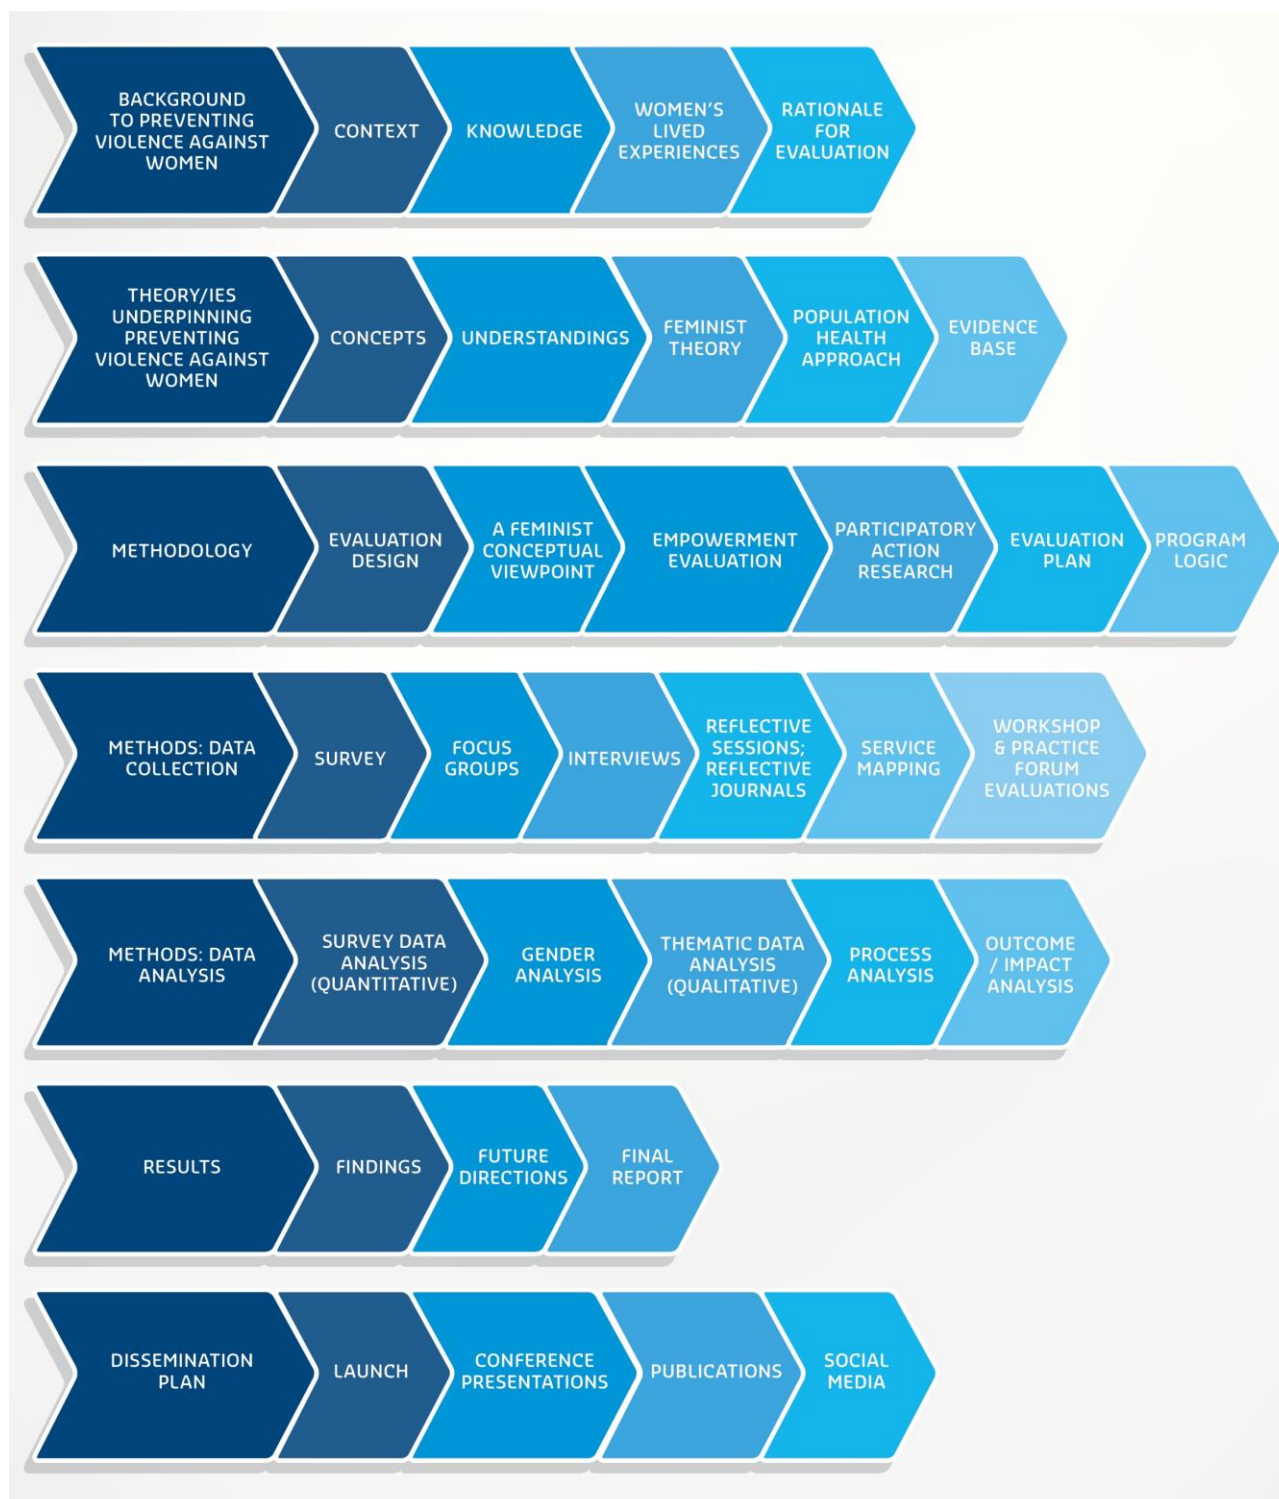 BACKGROUND
TO PREVENTING
VIOLENCE AGAINST
WOMEN
CONTEXT
KNOWLEDGE
WOMEN'S
LIVED
EXPERIENCES
RATIONALE
FOR
EVALUATION
THEORY/IES
UNDERPINNING
PREVENTING
VIOLENCE AGAINST
WOMEN
CONCEPTS
UNDERSTANDINGS
FEMINIST
THEORY
POPULATION
HEALTH
APPROACH
EVIDENCE
BASE
METHODOLOGY
EVALUATION
DESIGN
A FEMINIST
CONCEPTUAL
VIEWPOINT
EMPOWERMENT
EVALUATION
PARTICIPATORY
ACTION
RESEARCH
EVALUATION
PLAN
PROGRAM
LOGIC
METHODS: DATA
COLLECTION
SURVEY
FOCUS
GROUPS
INTERVIEWS
REFLECTIVE
SESSIONS;
REFLECTIVE
JOURNALS
SERVICE
MAPPING
WORKSHOP
& PRACTICE
FORUM
EVALUATIONS
METHODS: DATA
ANALYSIS
SURVEY DATA
ANALYSIS
(QUANTITATIVE)
GENDER
ANALYSIS
THEMATIC DATA
ANALYSIS
(QUALITATIVE)
PROCESS
ANALYSIS
OUTCOME
/ IMPACT
ANALYSIS
RESULTS
FINDINGS
FUTURE
DIRECTIONS
FINAL
REPORT
DISSEMINATION
PLAN
LAUNCH
CONFERENCE
PRESENTATIONS
PUBLICATIONS
SOCIAL
MEDIA